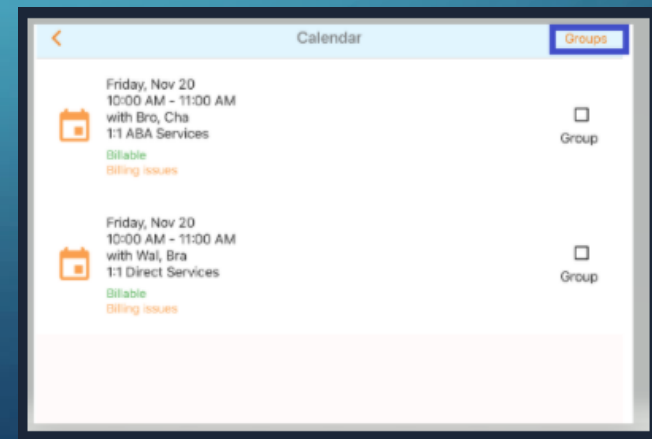 Calendar
Groups
Friday, Nov 20
10:00 AM - 11:00 AM
with Bro, Cha
1:1 ABA Services
Billable
Billing issues
Group
Friday, Nov 20
10:00 AM - 11:00 AM
with Wal, Bra
1:1 Direct Services
Billable
Billing issues
Group